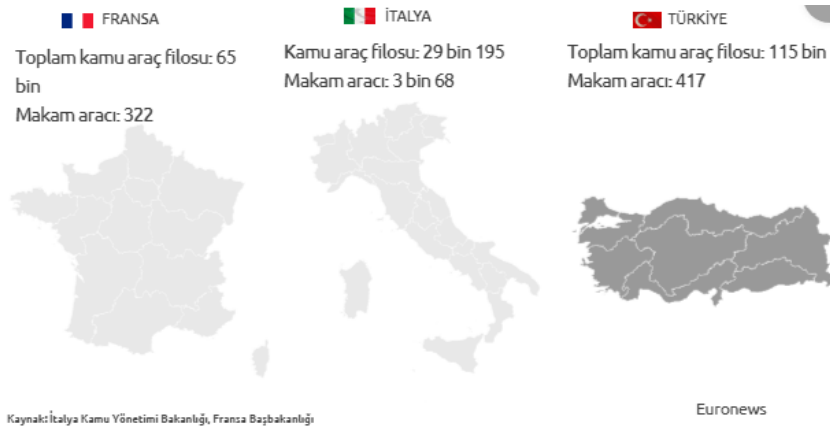 FRANSA
Toplam kamu araç filosu: 65
bin
Makam aracı: 322
İTALYA
Kamu araç filosu: 29 bin 195
Makam aracı: 3 bin 68
TÜRKİYE
Toplam kamu araç filosu: 115 bin
Makam aracı: 417
Kaynak: İtalya Kamu Yönetimi Bakanlığı, Fransa Başbakanlığı
Euronews